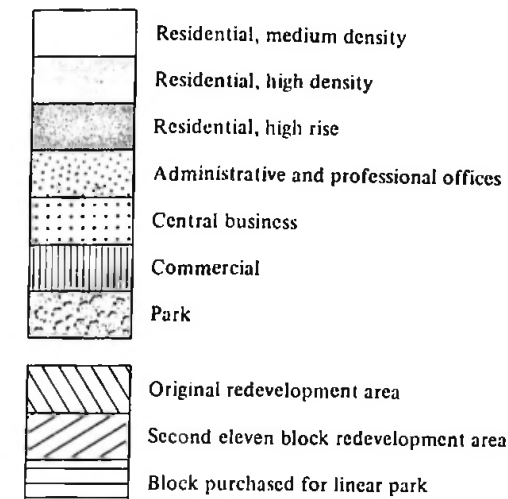 Residential, medium density
Residential, high density
Residential, high rise
Administrative and professional offices
Central business
Commercial
Park
Original redevelopment area
Second eleven block redevelopment area
Block purchased for linear park